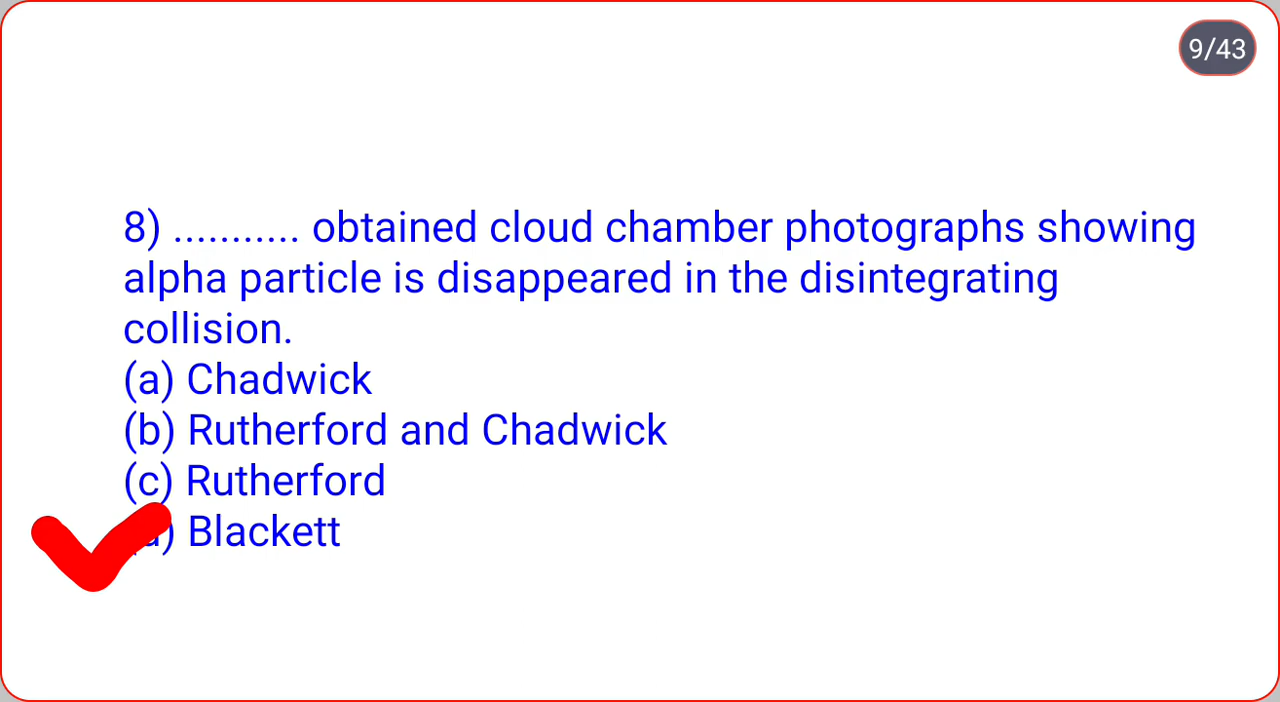 9/43
8) ........... obtained cloud chamber photographs showing
alpha particle is disappeared in the disintegrating
collision.
(a) Chadwick
(b) Rutherford and Chadwick
(c) Rutherford
(d) Blackett